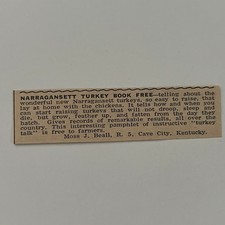 NARRAGANSETT TURKEY BOOK FREE—telling about the
wonderful new Narragansett turkeys, so easy to raise, that
lay at home with the chickens. It tells how and when you
can start raising turkeys that will not droop, sleep and
die, but grow, feather up, and fatten from the day they
hatch. Gives records of remarkable results, all over the
country. This interesting pamphlet of instructive "turkey
talk" is free to farmers.
Moss J. Beall, R. 5, Cave City, Kentucky.